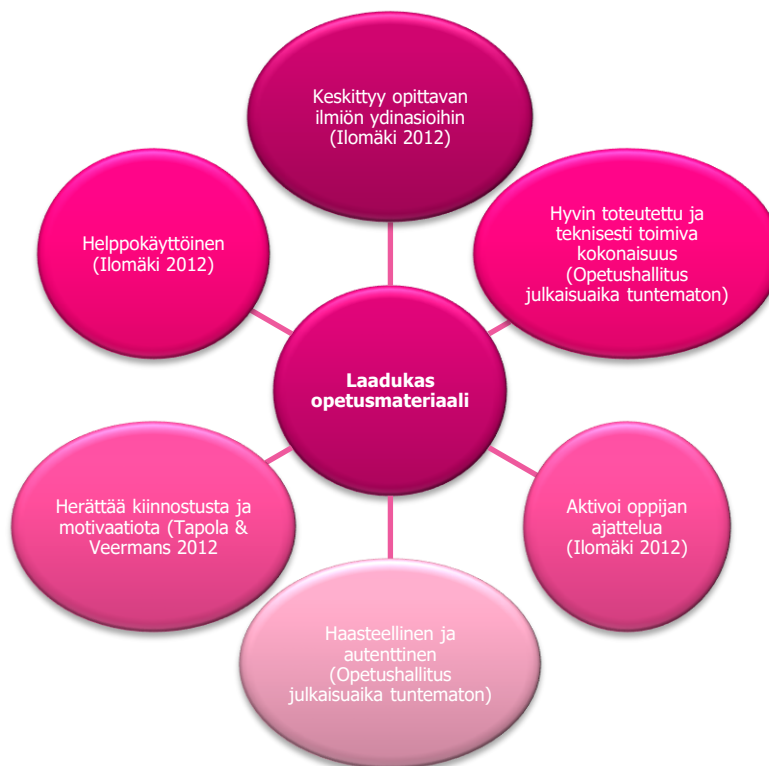 Keskittyy opittavan
ilmiön ydinasioihin
(Ilomäki 2012)
Hyvin toteutettu ja
teknisesti toimiva
kokonaisuus
(Opetushallitus
julkaisuaika tuntematon)
Aktivoi oppijan
ajattelua
(Ilomäki 2012)
Haasteellinen ja
autenttinen
(Opetushallitus
julkaisuaika tuntematon)
Herättää kiinnostusta ja
motivaatiota (Tapola &
Veermans 2012
Helppokäyttöinen
(Ilomäki 2012)
Laadukas
opetusmateriaali